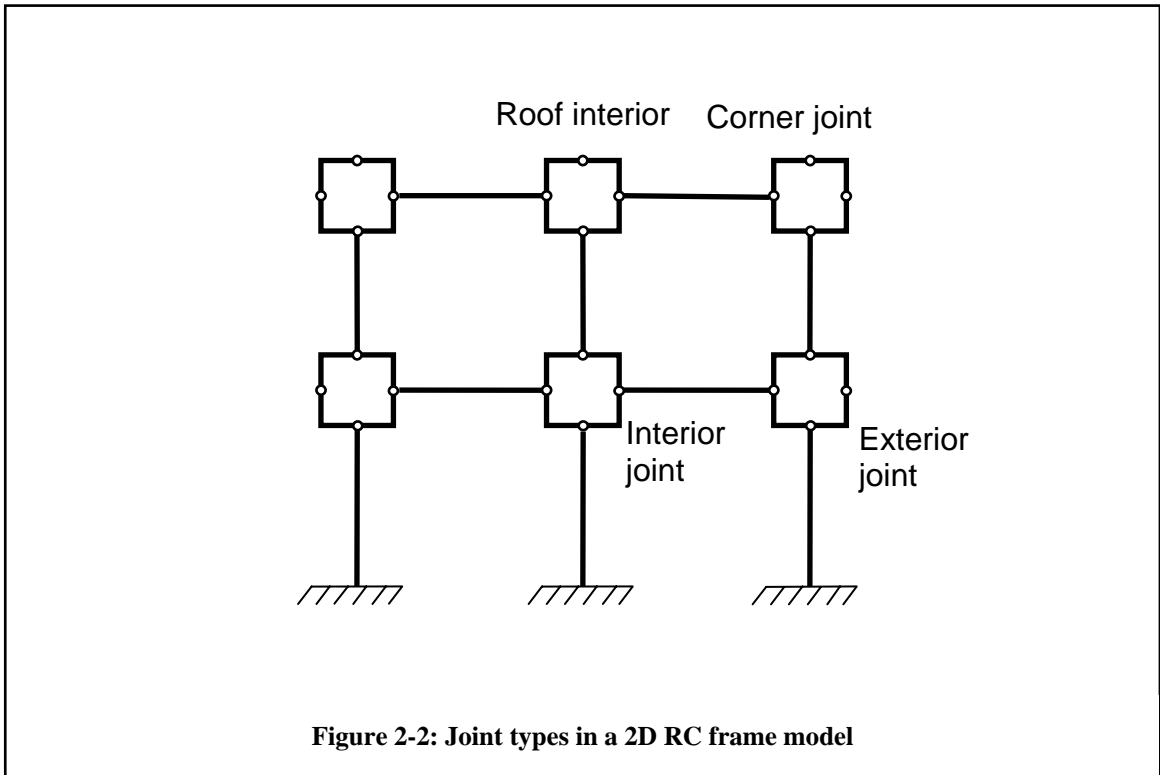 Roof interior
Corner joint
Interior
joint
Exterior
joint
Figure 2-2: Joint types in a 2D RC frame model